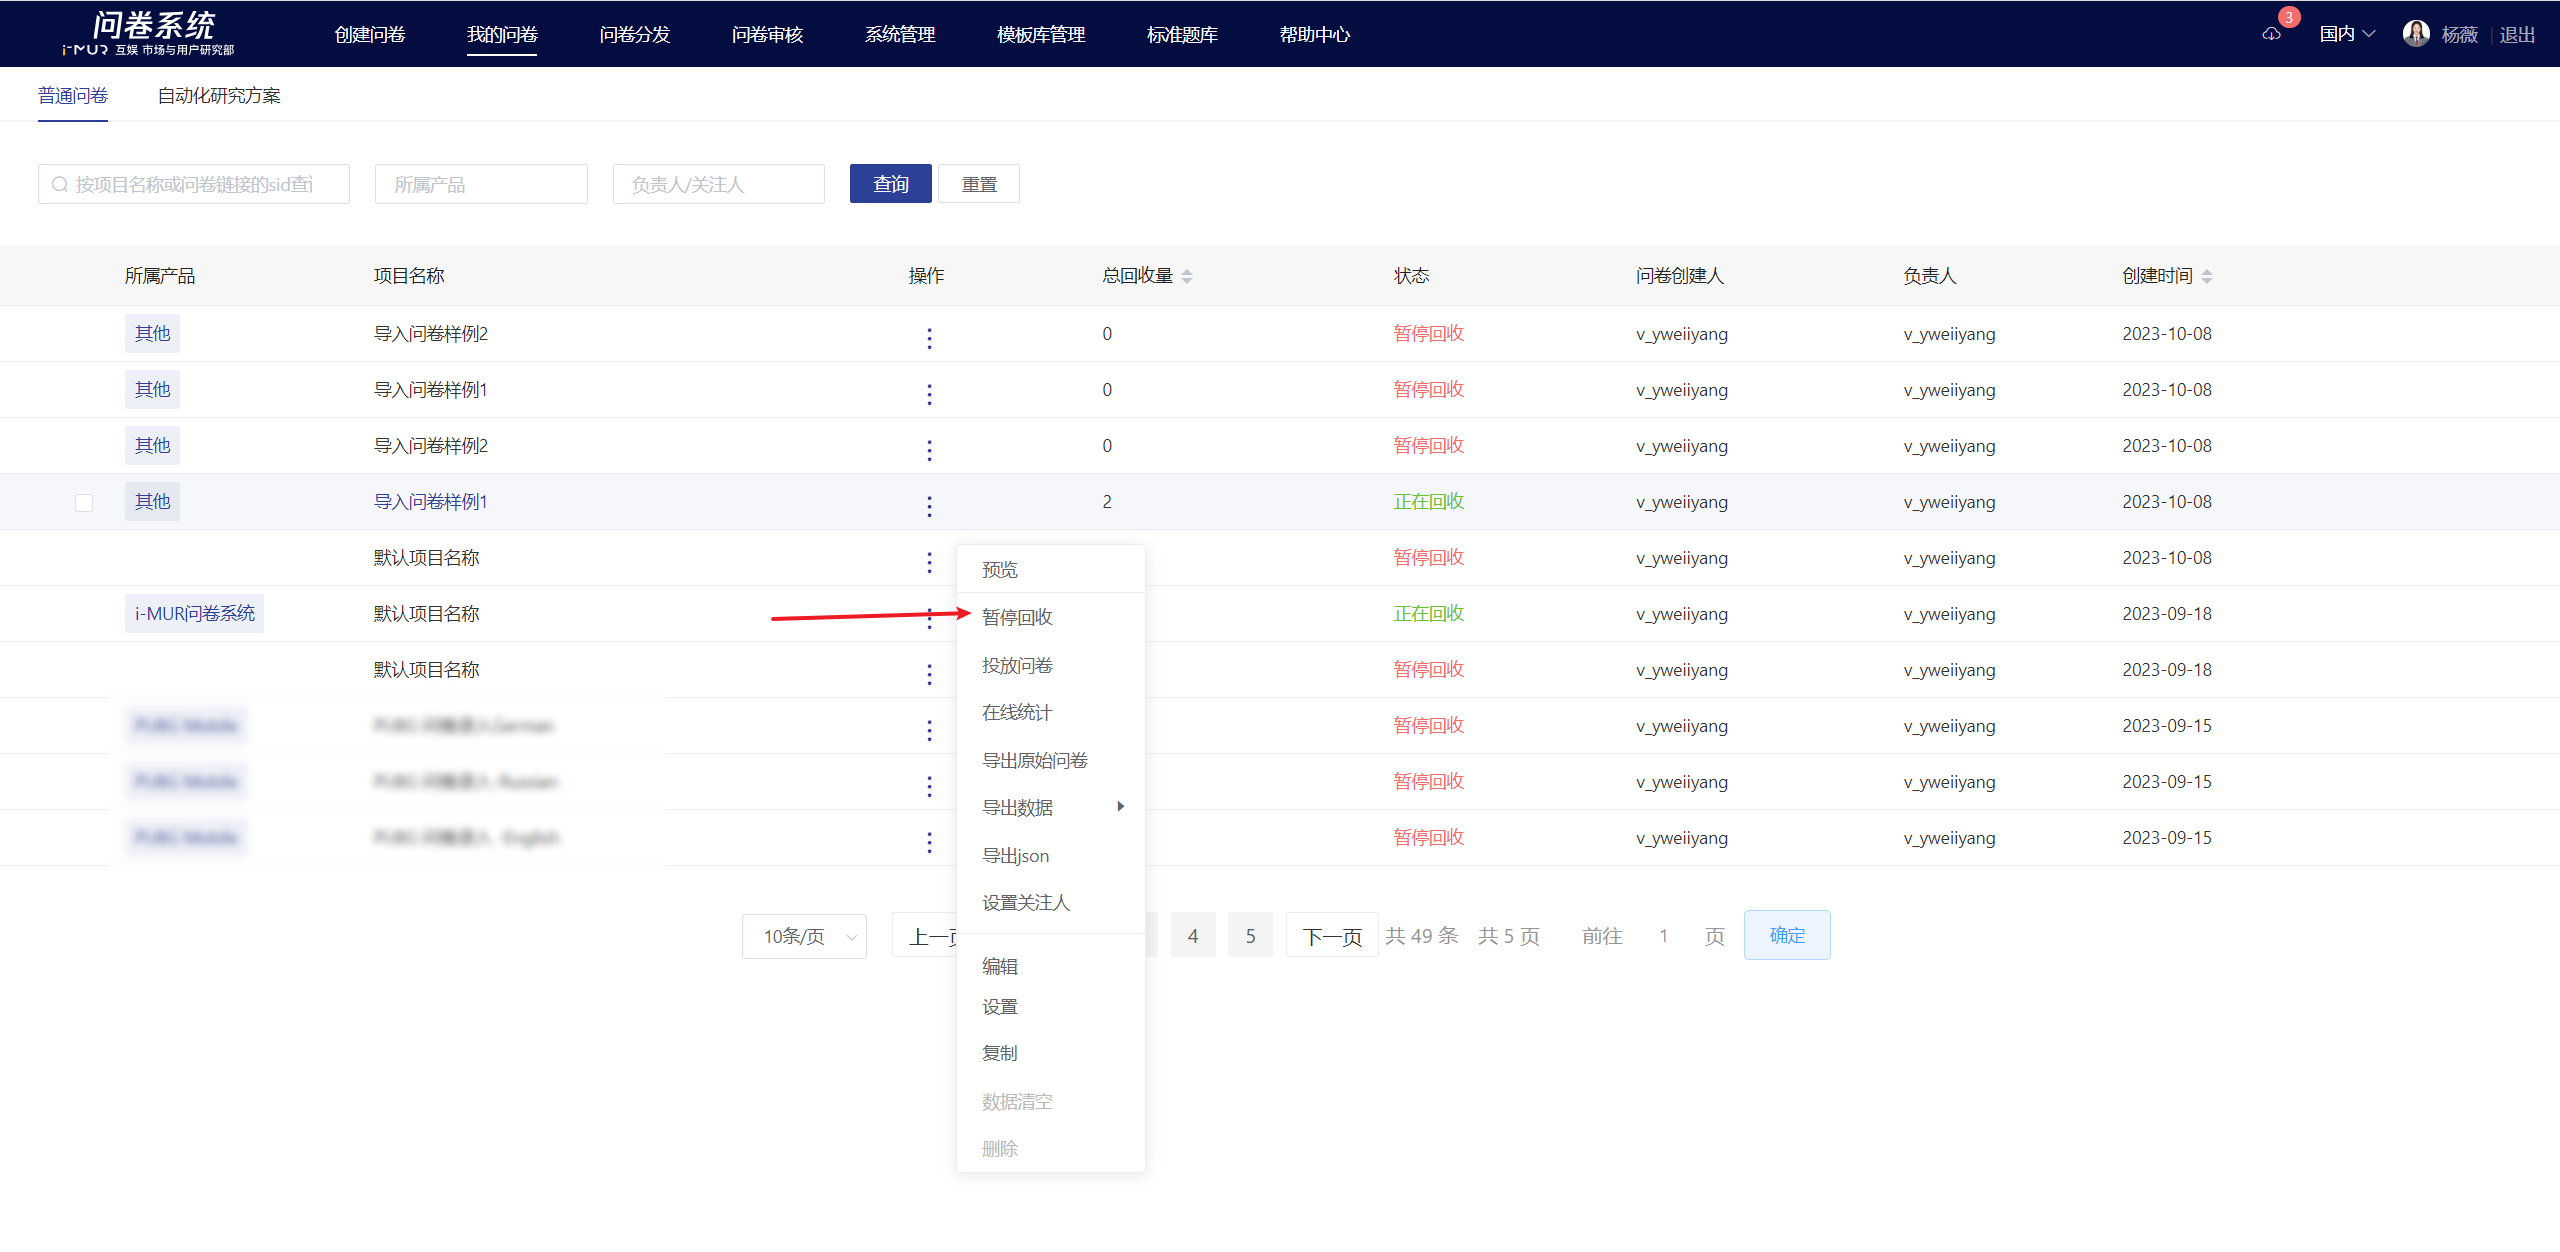 问卷系统
i-MUR 互娱 市场与用户研究部
创建问卷 我的问卷 问卷分发 问卷审核 系统管理 模板库管理 标准题库 帮助中心 3 国内 杨薇 退出
普通问卷 自动化研究方案
按项目名称或问卷链接的sid查 所属产品 负责人/关注人 查询 重置
所属产品 项目名称 操作 总回收量 状态 问卷创建人 负责人 创建时间
其他 导入问卷样例2 0 暂停回收 v_yweiiyang v_yweiiyang 2023-10-08
其他 导入问卷样例1 0 暂停回收 v_yweiiyang v_yweiiyang 2023-10-08
其他 导入问卷样例2 0 暂停回收 v_yweiiyang v_yweiiyang 2023-10-08
其他 导入问卷样例1 2 正在回收 v_yweiiyang v_yweiiyang 2023-10-08
默认项目名称 暂停回收 v_yweiiyang v_yweiiyang 2023-10-08
i-MUR问卷系统 默认项目名称 正在回收 v_yweiiyang v_yweiiyang 2023-09-18
默认项目名称 暂停回收 v_yweiiyang v_yweiiyang 2023-09-18
暂停回收 v_yweiiyang v_yweiiyang 2023-09-15
暂停回收 v_yweiiyang v_yweiiyang 2023-09-15
暂停回收 v_yweiiyang v_yweiiyang 2023-09-15
预览
暂停回收
投放问卷
在线统计
导出原始问卷
导出数据
导出json
设置关注人
编辑
设置
复制
数据清空
删除
10条/页 上一 4 5 下一页 共 49 条 共 5 页 前往 1 页 确定